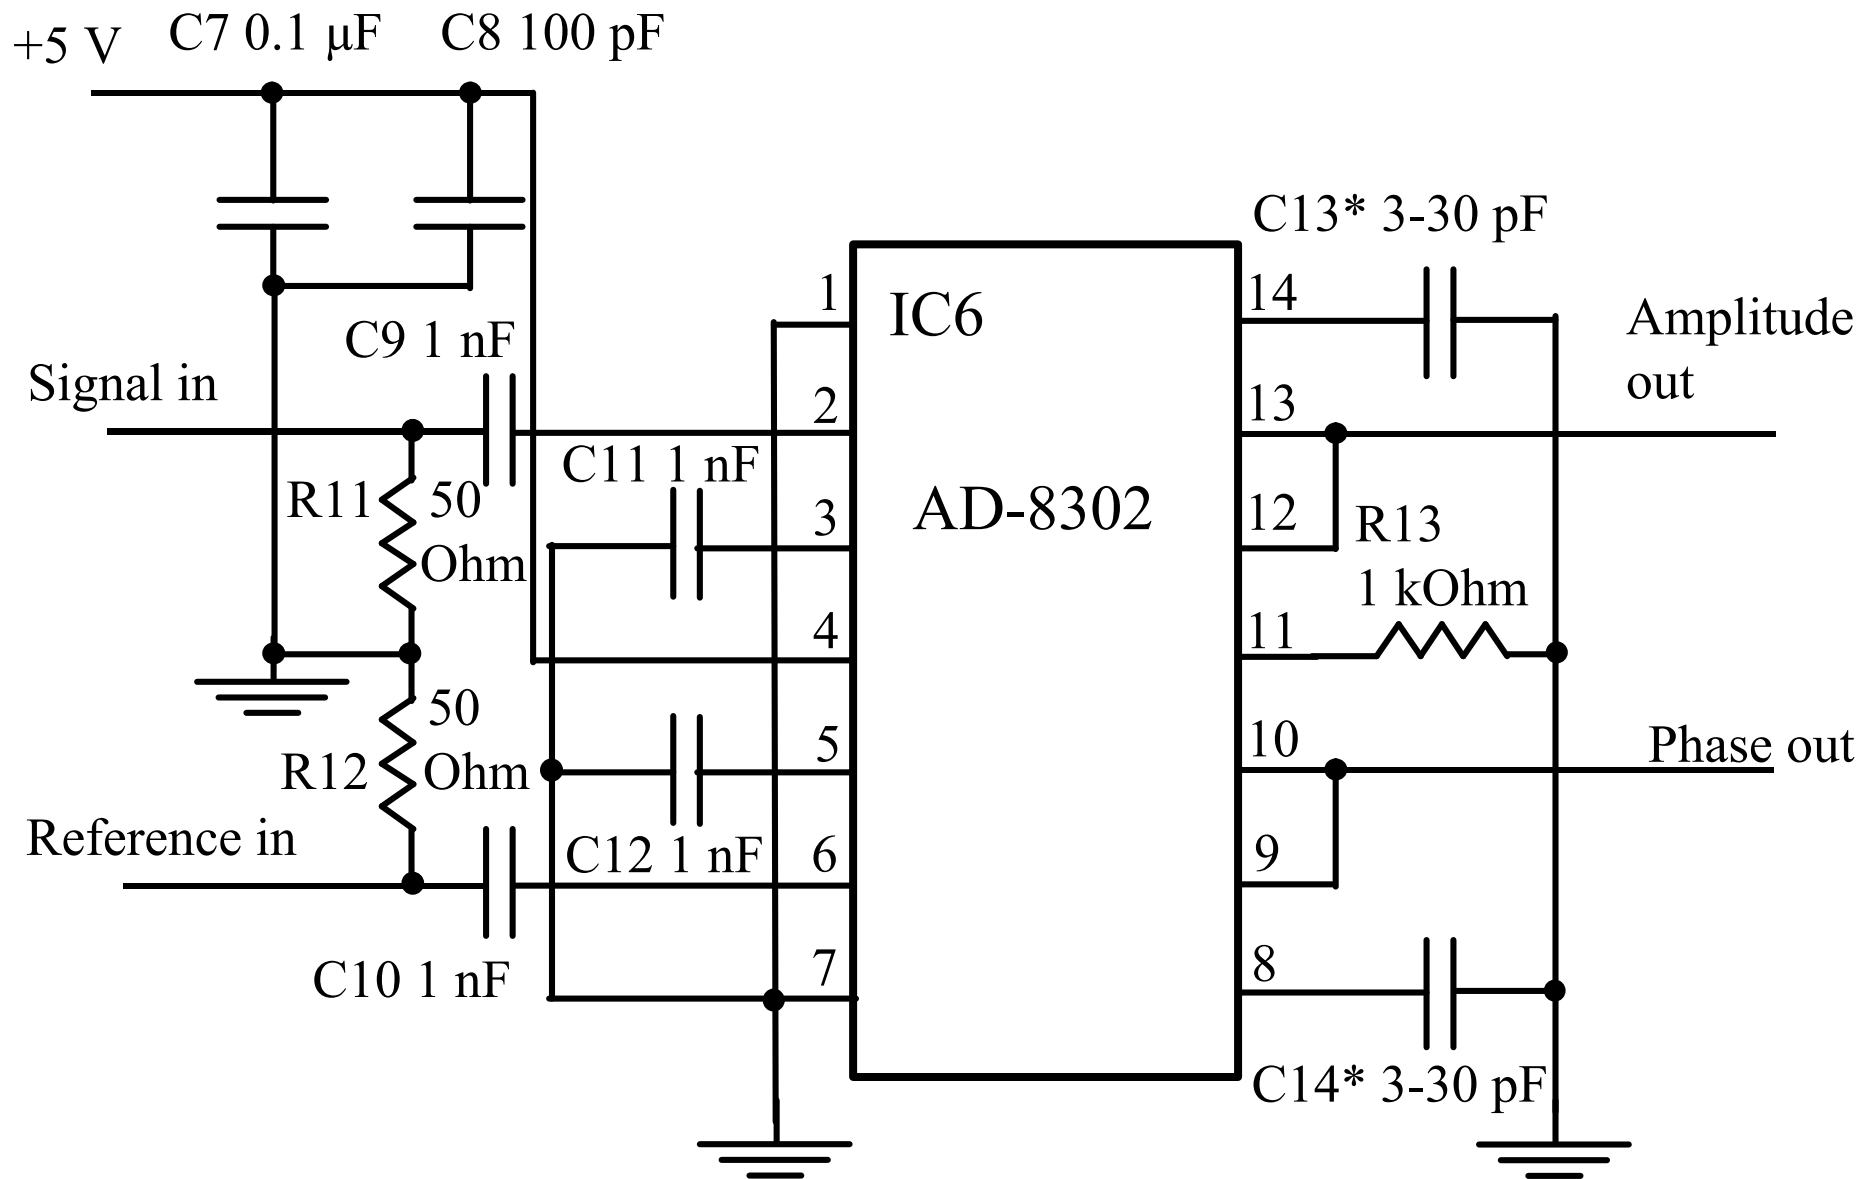 +5 V
C7 0.1 μF
C8 100 pF
C9 1 nF
Signal in
R11
50
Ohm
C11 1 nF
50
R12
Ohm
Reference in
C12 1 nF
C10 1 nF
1
2
3
4
5
6
7
IC6
AD-8302
14
13
12
11
10
9
8
C13* 3-30 pF
Amplitude
out
R13
1 kOhm
Phase out
C14* 3-30 pF